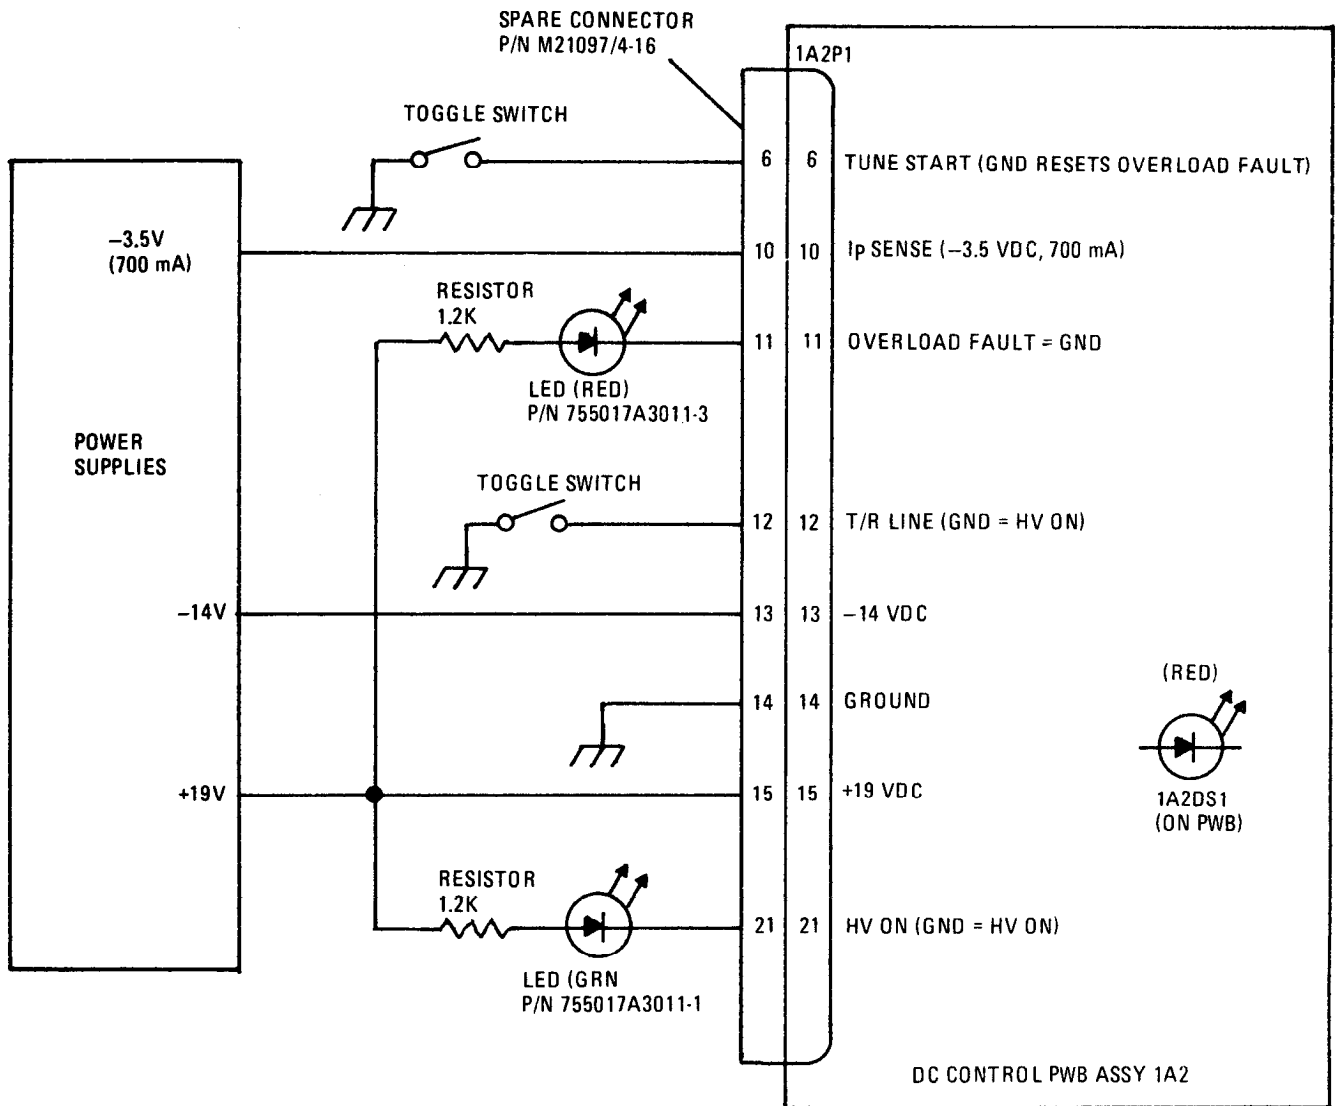 SPARE CONNECTOR
P/N M21097/4-16
1A2P1
TOGGLE SWITCH
6 6 TUNE START (GND RESETS OVERLOAD FAULT)
–3.5V
(700 mA)
10 10 Ip SENSE (–3.5 VDC, 700 mA)
RESISTOR
1.2K
11 11 OVERLOAD FAULT = GND
LED (RED)
P/N 755017A3011-3
POWER
SUPPLIES
TOGGLE SWITCH
12 12 T/R LINE (GND = HV ON)
–14V
13 13 –14 VDC
(RED)
14 14 GROUND
+19V
15 15 +19 VDC
1A2DS1
(ON PWB)
RESISTOR
1.2K
21 21 HV ON (GND = HV ON)
LED (GRN
P/N 755017A3011-1
DC CONTROL PWB ASSY 1A2